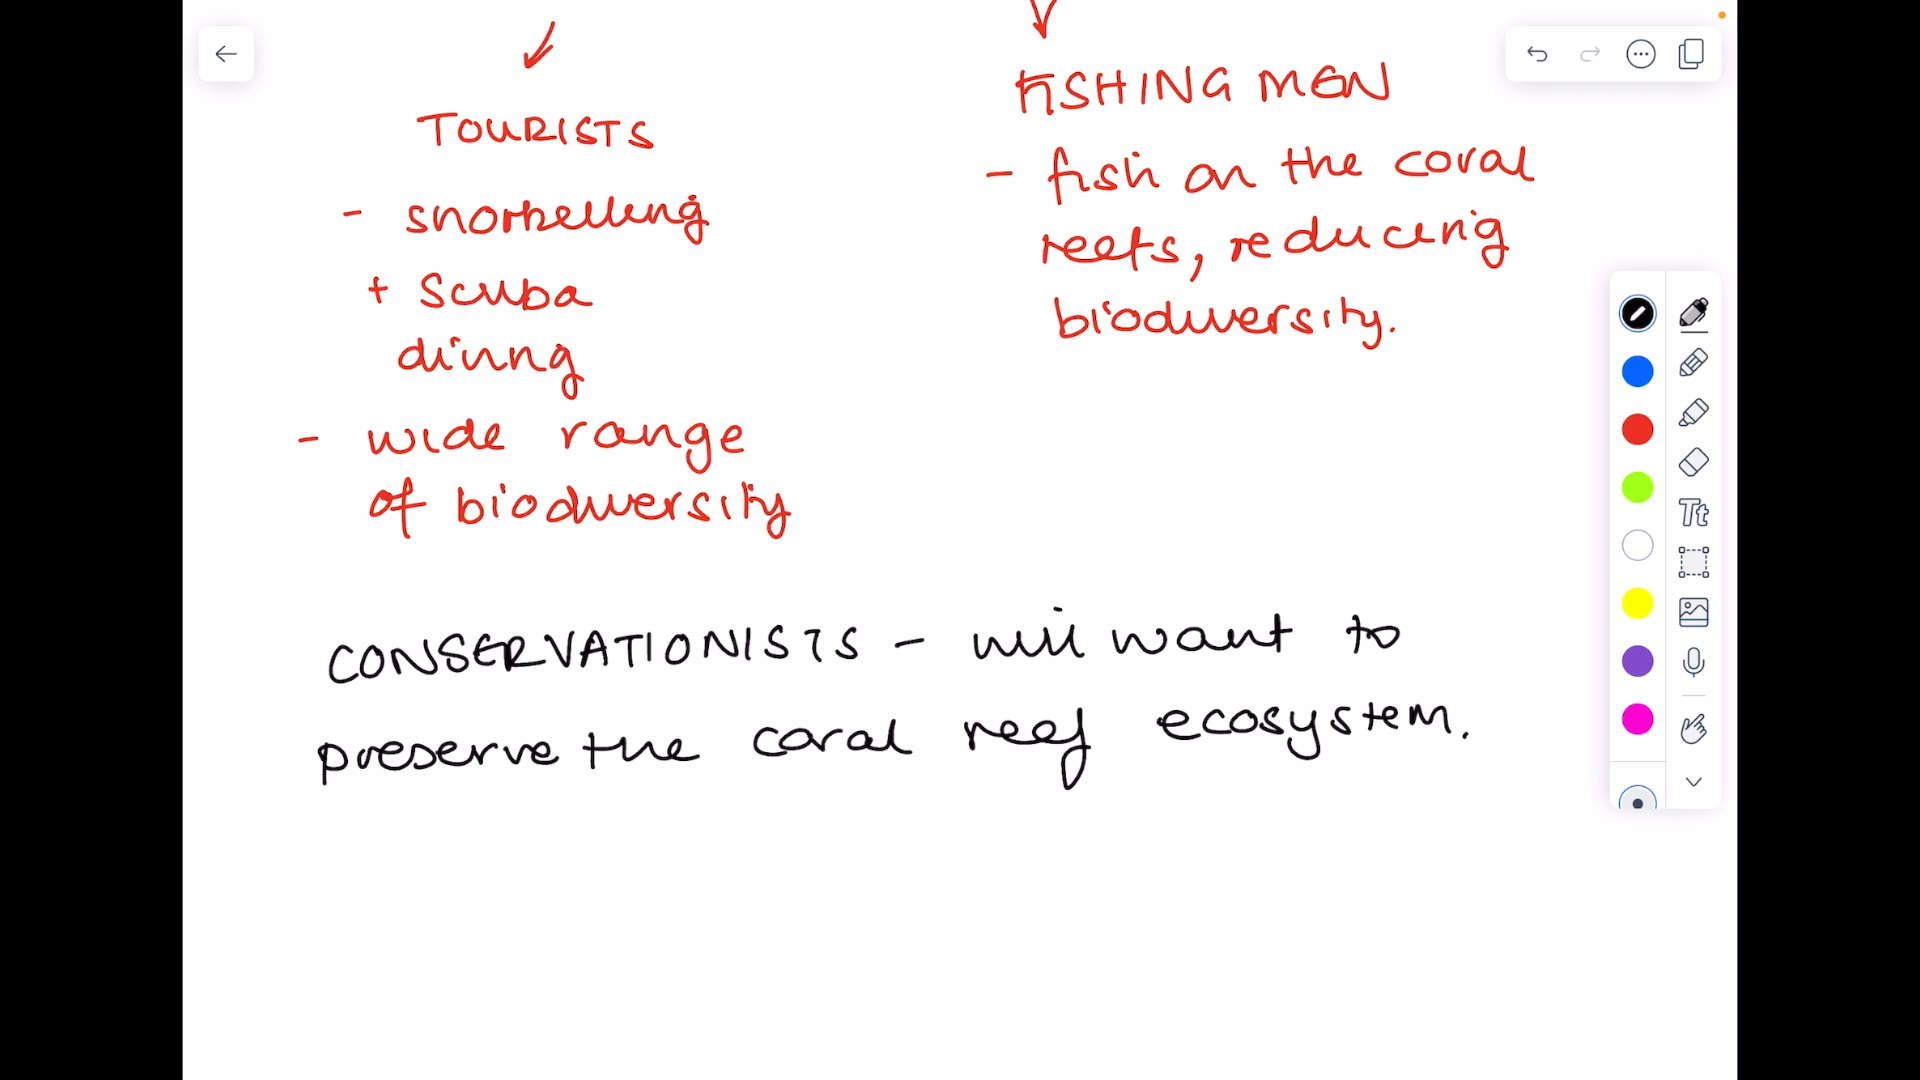 TOURISTS
- snorkelling
+ scuba
diving
- wide range
of biodiversity
FISHING MEN
- fish on the coral
reefs, reducing
biodiversity.
CONSERVATIONISTS - will want to
preserve the coral reef ecosystem.
Tt